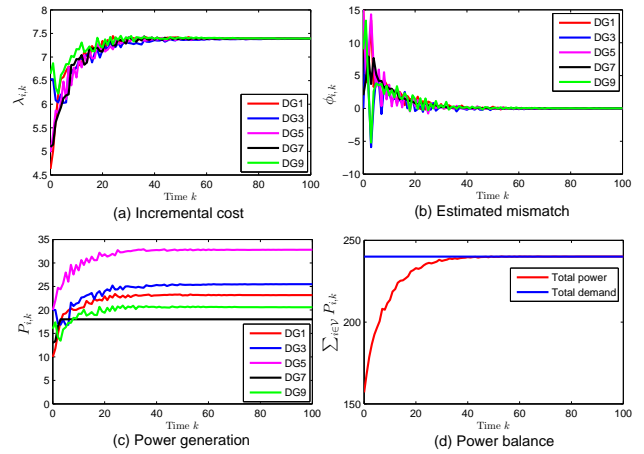 8
7.5
7
6.5
6
5.5
5
4.5
λi,k
0 20 40 60 80 100
Time k
DG1
DG3
DG5
DG7
DG9
(a) Incremental cost
15
10
5
0
−5
−10
ϕi,k
0 20 40 60 80 100
Time k
DG1
DG3
DG5
DG7
DG9
(b) Estimated mismatch
35
30
25
20
15
10
5
0
Pi,k
0 20 40 60 80 100
Time k
DG1
DG3
DG5
DG7
DG9
(c) Power generation
250
200
150
∑i∈𝒱 Pi,k
0 20 40 60 80 100
Time k
Total power
Total demand
(d) Power balance